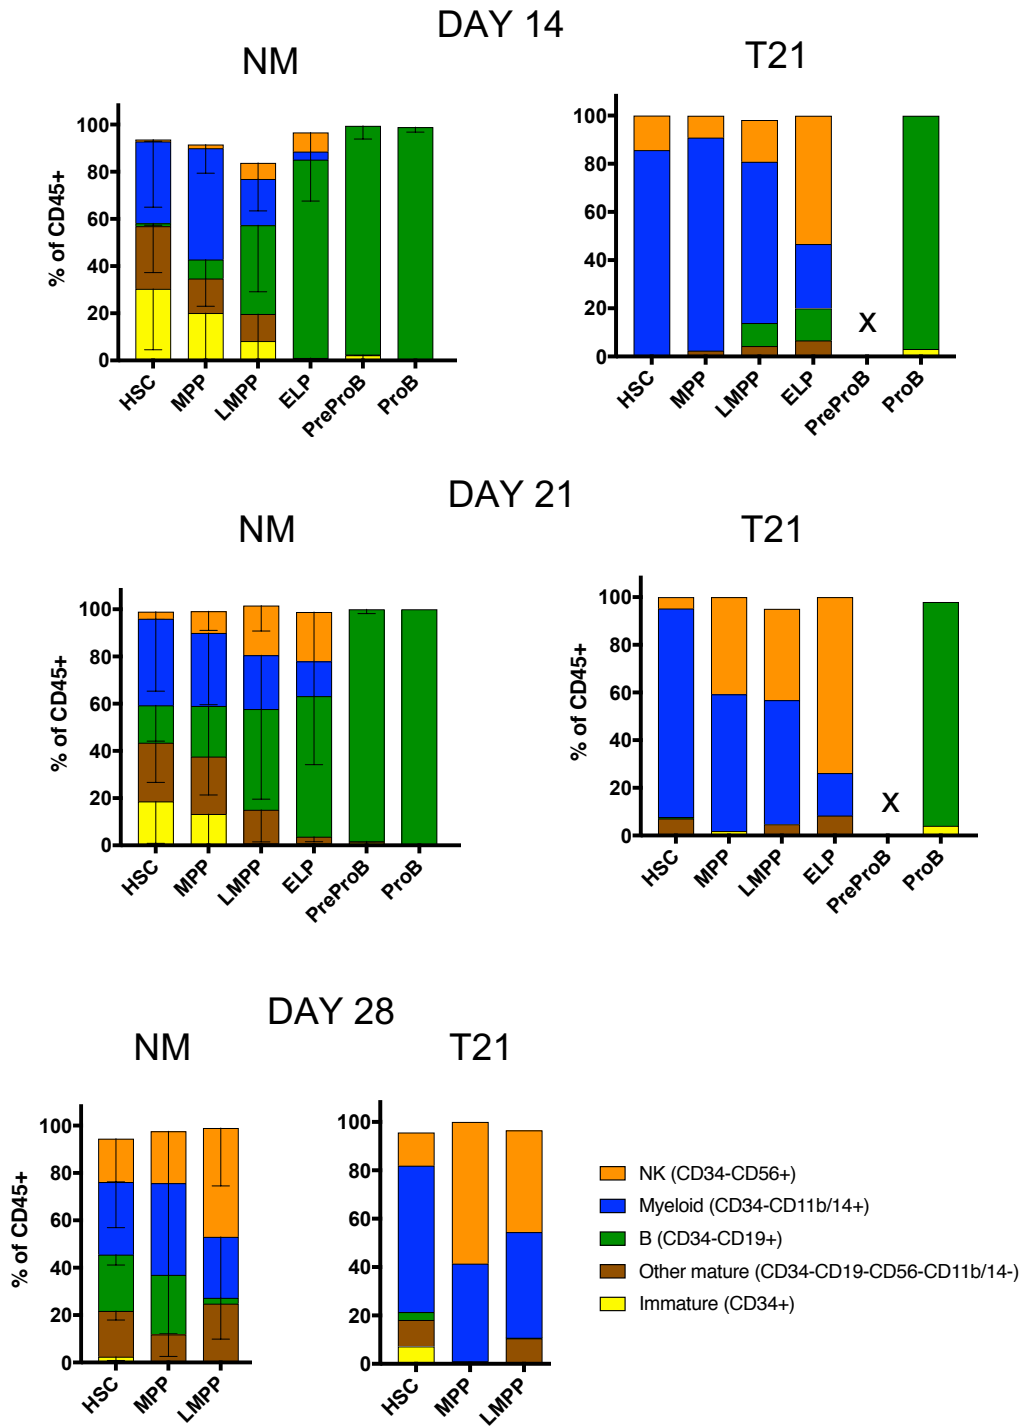 DAY 14
NM
T21
% of CD45+
100
80
60
40
20
0
HSC
MPP
LMPP
ELP
PreProB
ProB
100
80
60
40
20
0
X
HSC
MPP
LMPP
ELP
PreProB
ProB
DAY 21
NM
T21
% of CD45+
100
80
60
40
20
0
HSC
MPP
LMPP
ELP
PreProB
ProB
% of CD45+
100
80
60
40
20
0
X
HSC
MPP
LMPP
ELP
PreProB
ProB
DAY 28
NM
T21
% of CD45+
100
80
60
40
20
0
HSC
MPP
LMPP
100
80
60
40
20
0
HSC
MPP
LMPP
NK (CD34-CD56+)
Myeloid (CD34-CD11b/14+)
B (CD34-CD19+)
Other mature (CD34-CD19-CD56-CD11b/14-)
Immature (CD34+)